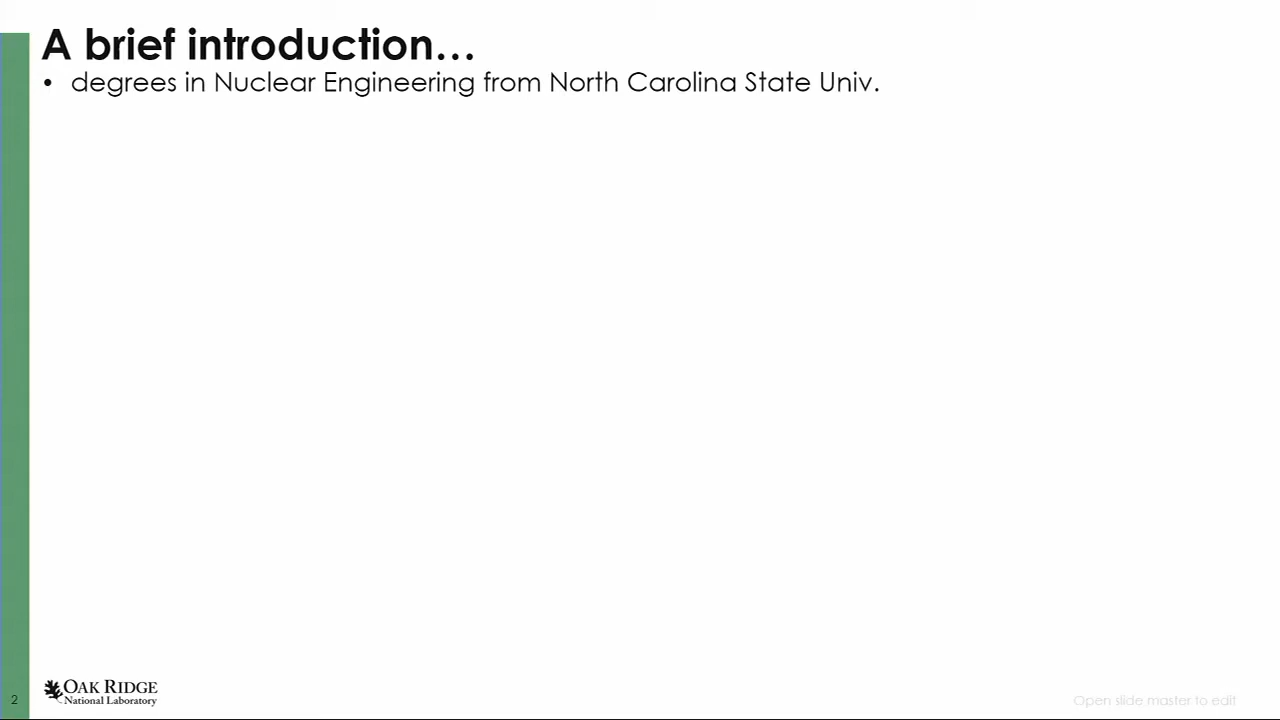 A brief introduction…
• degrees in Nuclear Engineering from North Carolina State Univ.
2
OAK RIDGE
National Laboratory
Open slide master to edit